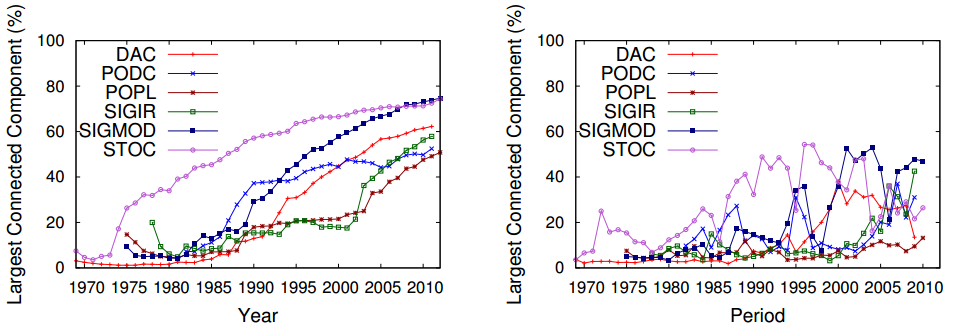 Largest Connected Component (%)
100
80
60
40
20
0
DAC
PODC
POPL
SIGIR
SIGMOD
STOC
1970 1975 1980 1985 1990 1995 2000 2005 2010
Year
Largest Connected Component (%)
100
80
60
40
20
0
DAC
PODC
POPL
SIGIR
SIGMOD
STOC
1970 1975 1980 1985 1990 1995 2000 2005 2010
Period